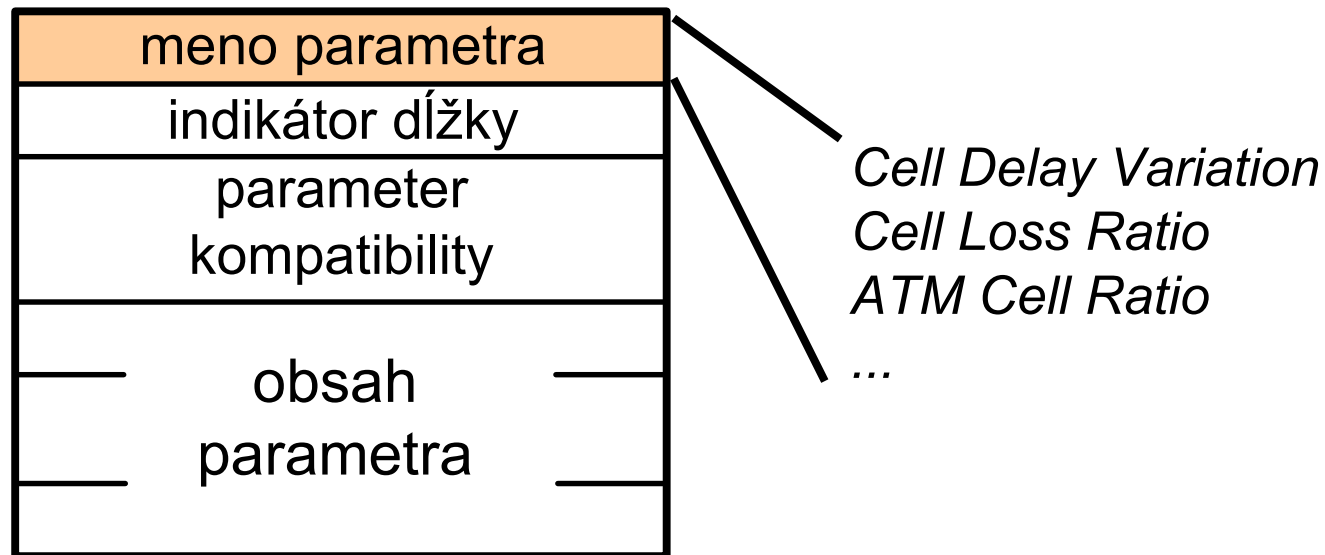 meno parametra
indikátor dĺžky
parameter
kompatibility
obsah
parametra
Cell Delay Variation
Cell Loss Ratio
ATM Cell Ratio
...